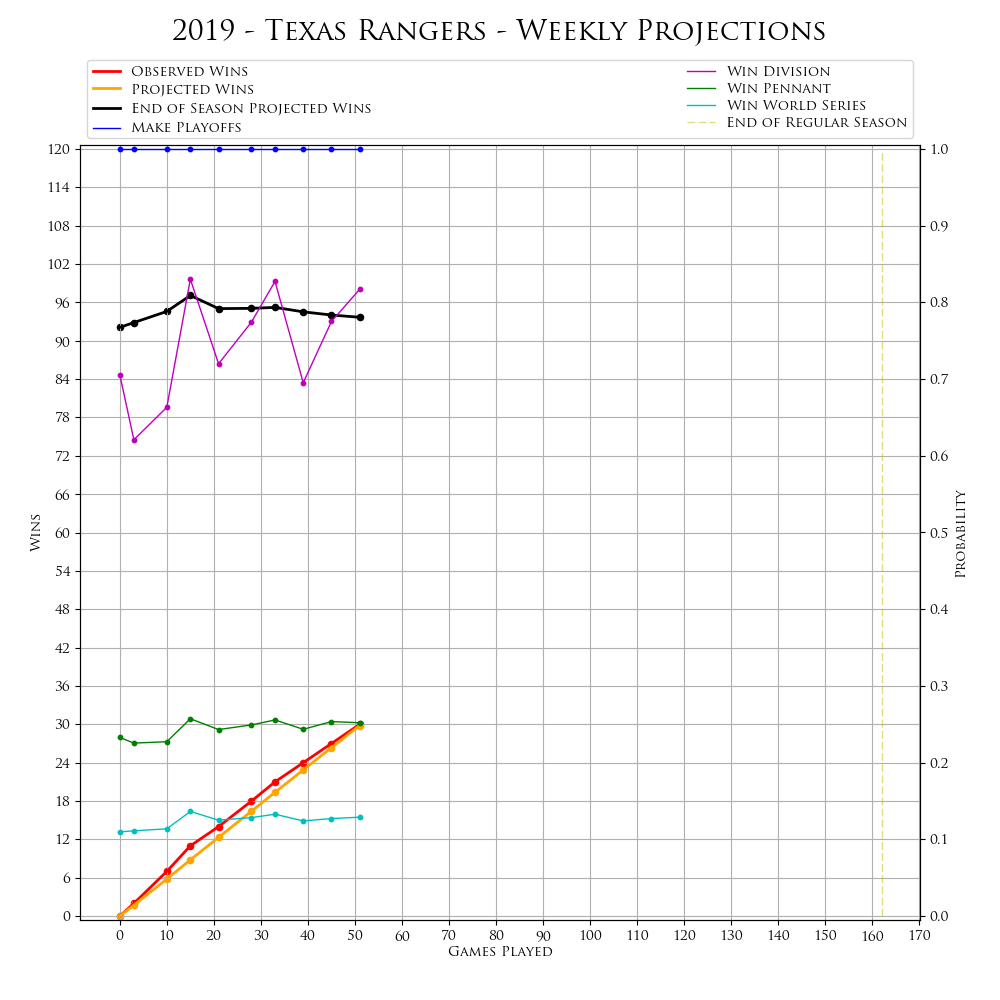 2019 - Texas Rangers - Weekly Projections
Observed Wins
Projected Wins
End of Season Projected Wins
Make Playoffs
Win Division
Win Pennant
Win World Series
End of Regular Season
120
114
108
102
96
90
84
78
72
66
60
54
48
42
36
30
24
18
12
6
0
Wins
1.0
0.9
0.8
0.7
0.6
0.5
0.4
0.3
0.2
0.1
0.0
Probability
0 10 20 30 40 50 60 70 80 90 100 110 120 130 140 150 160 170
Games Played